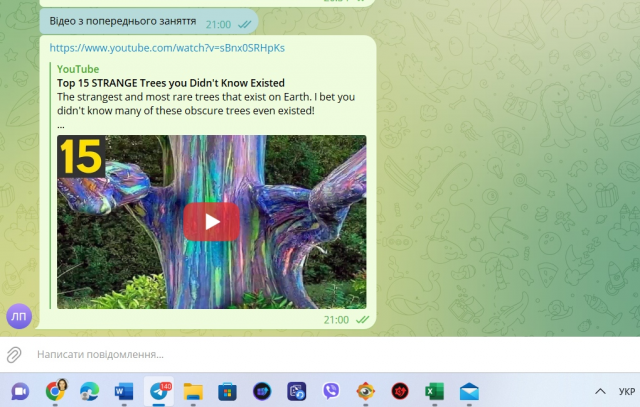 Відео з попереднього заняття 21:00
https://www.youtube.com/watch?v=sBnx0SRHpKs
YouTube
Top 15 STRANGE Trees you Didn't Know Existed
The strangest and most rare trees that exist on Earth. I bet you
didn't know many of these obscure trees even existed!
...
15
ЛП
21:00
Написати повідомлення...
140
УКР